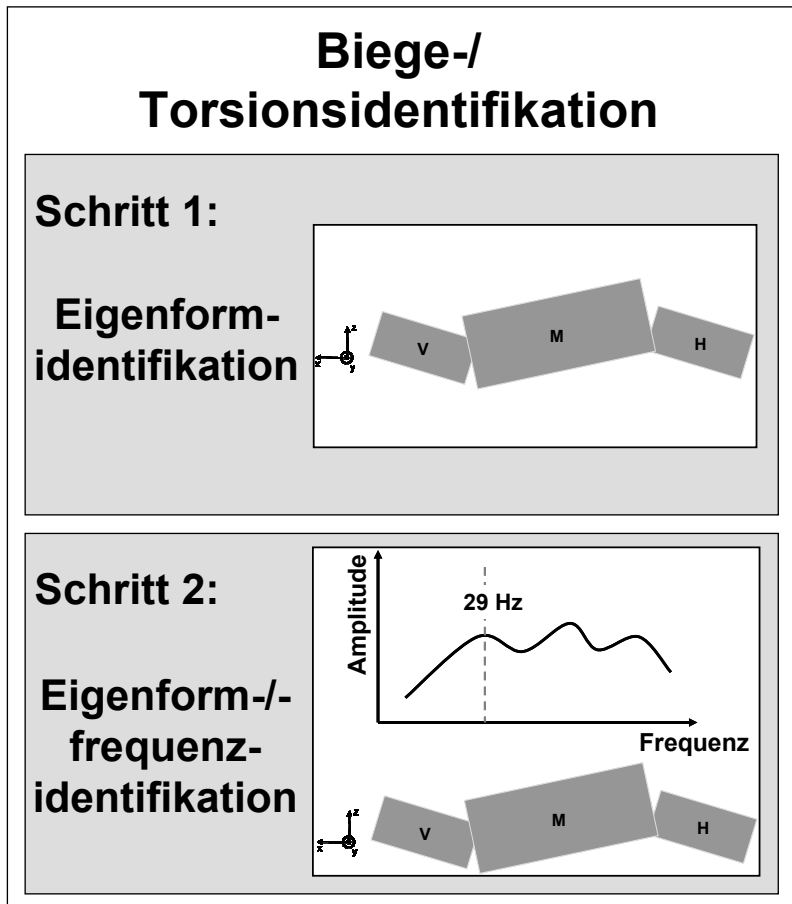 Biege-/
Torsionsidentifikation
Schritt 1:
Eigenform-
identifikation
z
x
y
V
M
H
Schritt 2:
Eigenform-/-
frequenz-
identifikation
Amplitude
29 Hz
Frequenz
z
x
y
V
M
H